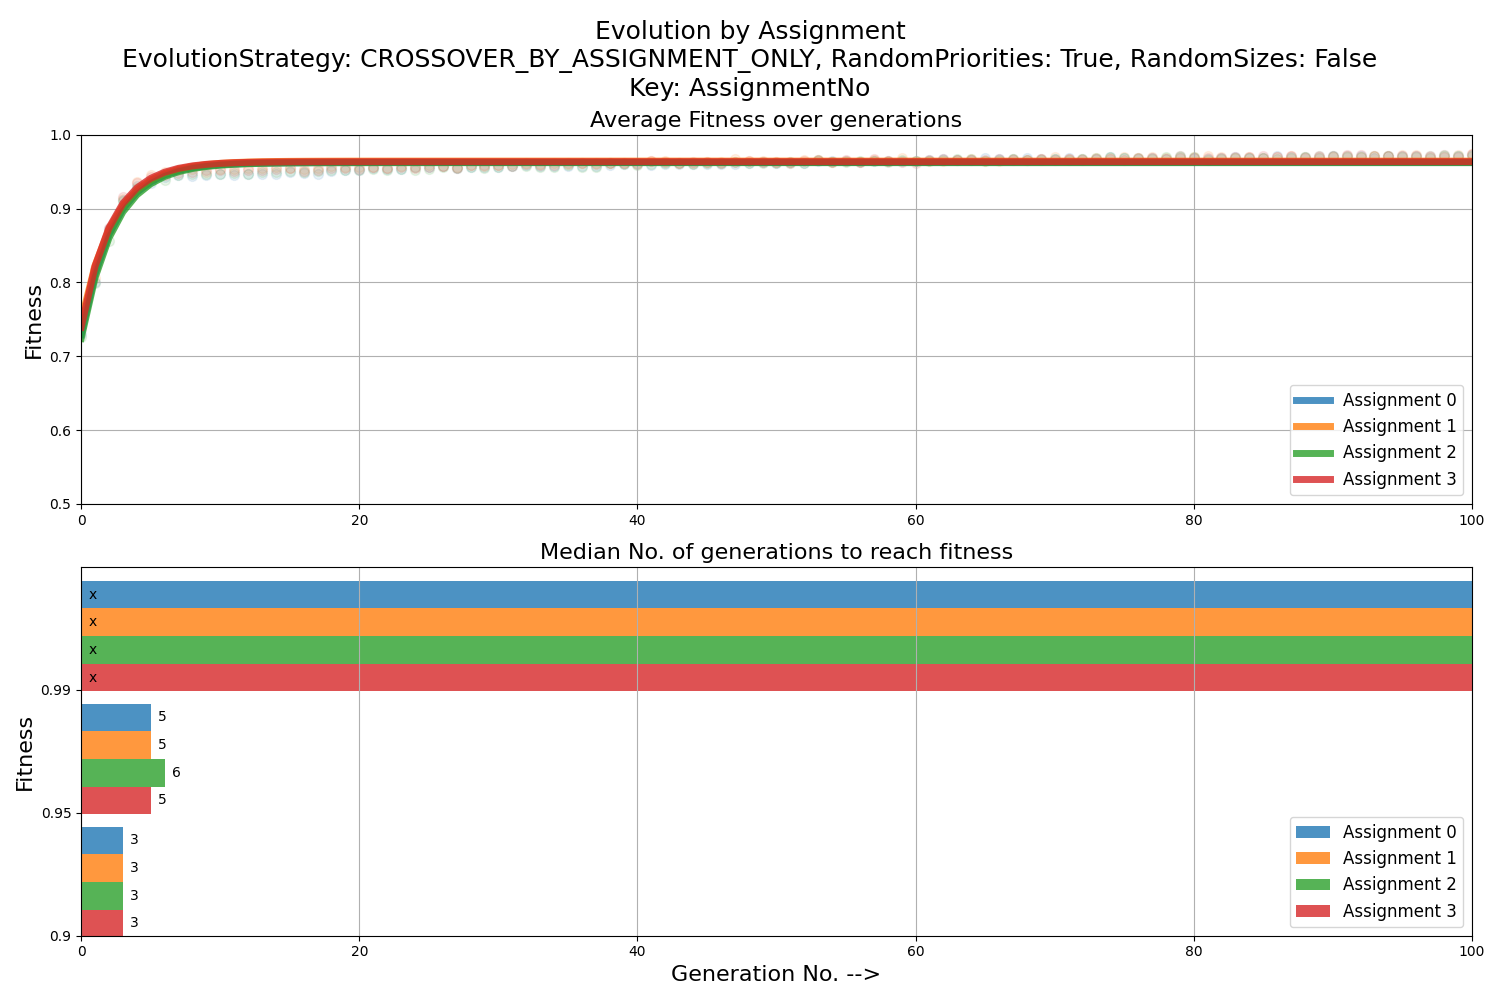 Evolution by Assignment
EvolutionStrategy: CROSSOVER_BY_ASSIGNMENT_ONLY, RandomPriorities: True, RandomSizes: False
Key: AssignmentNo
Average Fitness over generations
1.0
0.9
0.8
0.7
0.6
0.5
Fitness
0 20 40 60 80 100
Assignment 0
Assignment 1
Assignment 2
Assignment 3
Median No. of generations to reach fitness
x
x
x
x
0.99
5
5
6
5
0.95
3
3
3
3
0.9
Fitness
0 20 40 60 80 100
Assignment 0
Assignment 1
Assignment 2
Assignment 3
Generation No. -->